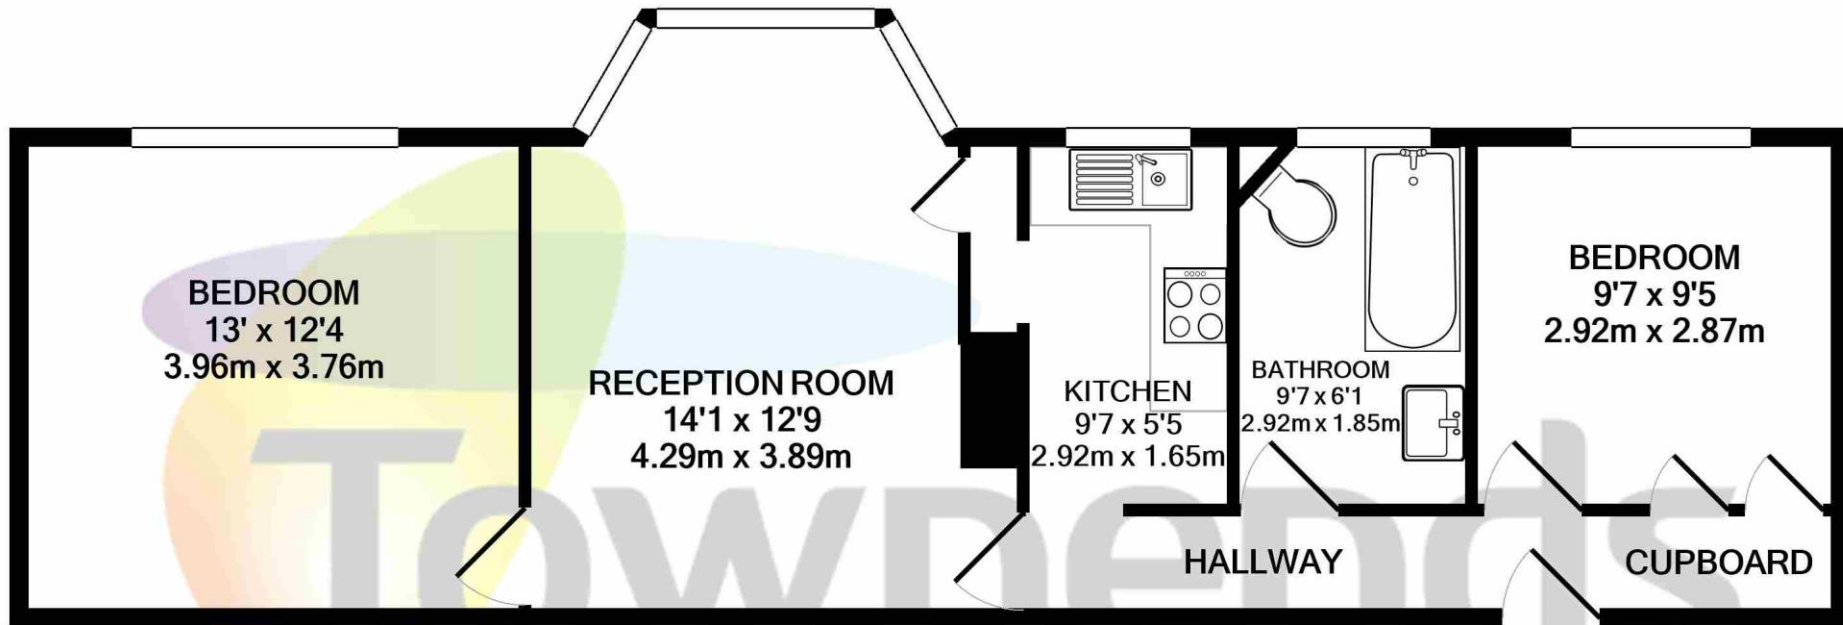 BEDROOM
13' x 12'4
3.96m x 3.76m
RECEPTION ROOM
14'1 x 12'9
4.29m x 3.89m
KITCHEN
9'7 x 5'5
2.92m x 1.65m
BATHROOM
9'7 x 6'1
2.92m x 1.85m
BEDROOM
9'7 x 9'5
2.92m x 2.87m
HALLWAY
CUPBOARD
Townends